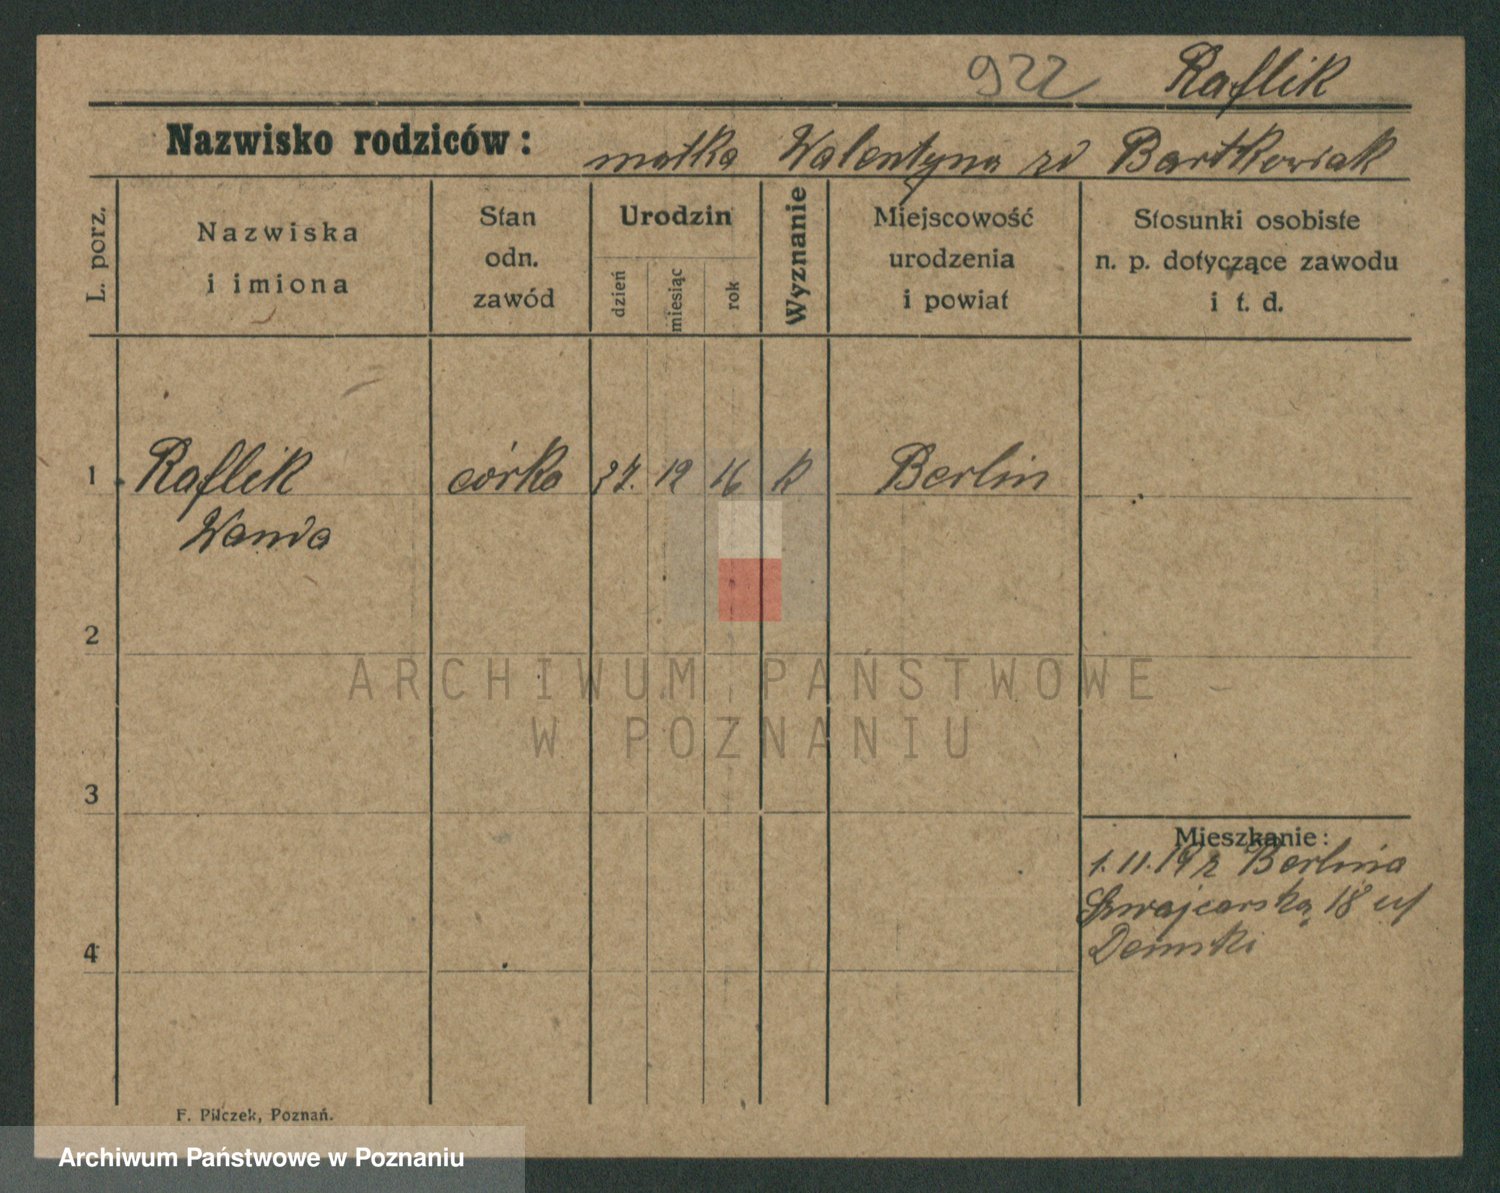 922 Raflik
Nazwisko rodziców: matka Walentyna zd Bartkowiak
L. porz.
Nazwiska
i imiona
Stan
odn.
zawód
Urodzin
dzień
miesiąc
rok
Wyznanie
Miejscowość
urodzenia
i powiat
Stosunki osobiste
n. p. dotyczące zawodu
i t. d.
1 Raflik córka 27. 12 16 k Berlin
Wanda
2
ARCHIWUM PAŃSTWOWE
W POZNANIU
3
Mieszkanie:
1. 11. 19 z Berlina
Szwajcarska 18 u/
4
Demski
F. Pilczek, Poznań.
Archiwum Państwowe w Poznaniu